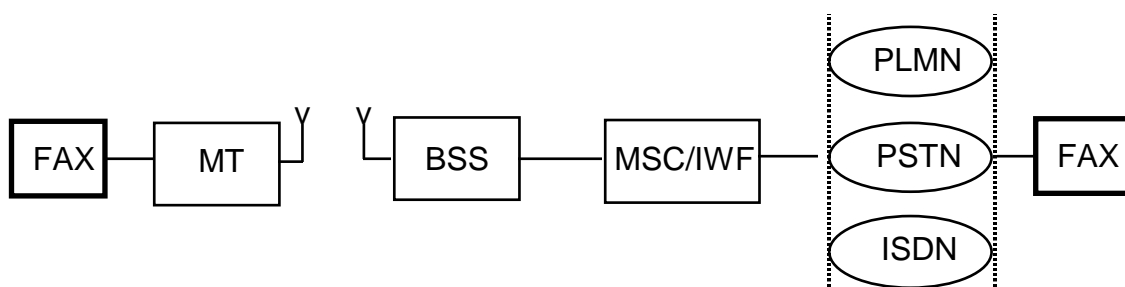 PLMN
FAX MT BSS MSC/IWF PSTN FAX
ISDN